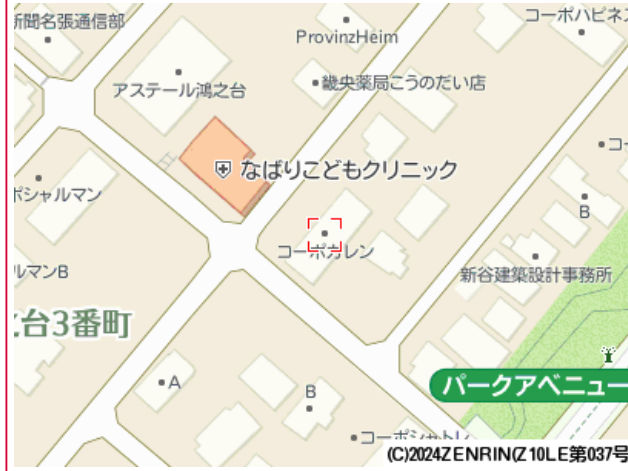 新聞名張通信部
コーポハピネス
ProvinzHeim
アステール鴻之台
畿央薬局こうのだい店
なばりこどもクリニック
コー
ポシャルマン
B
コーポカレン
ルマンB
新谷建築設計事務所
台3番町
A
B
パークアベニュー
コーポシャトレ
(C)2024ZENRIN(Z10LE第037号